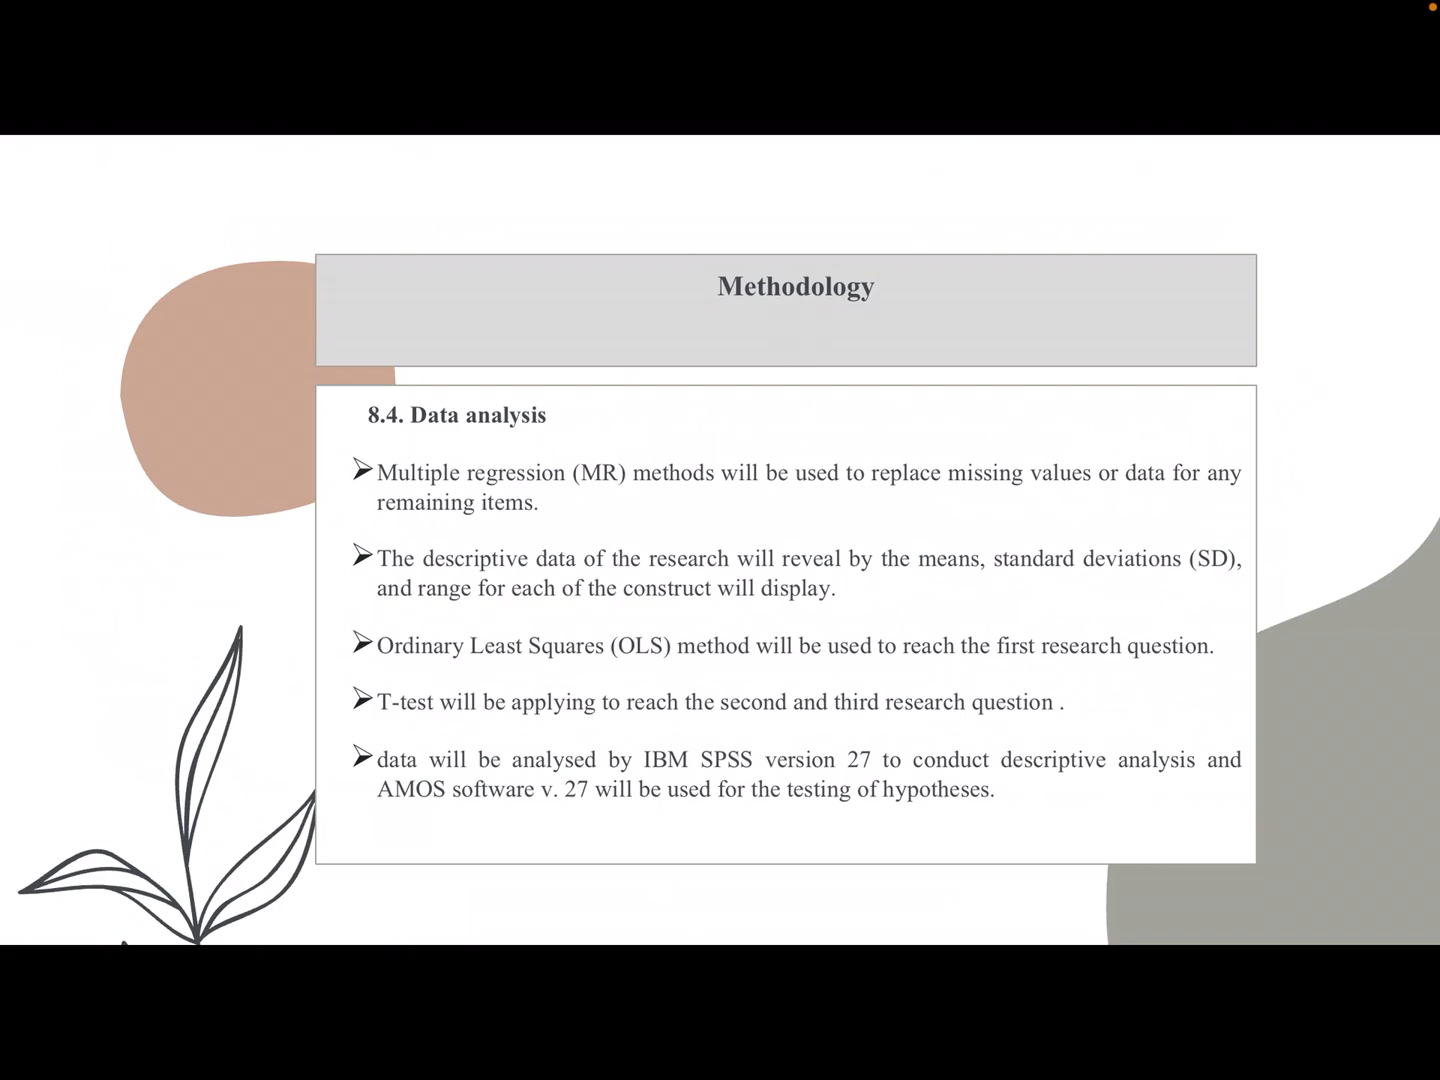 Methodology
8.4. Data analysis
Multiple regression (MR) methods will be used to replace missing values or data for any
remaining items.
The descriptive data of the research will reveal by the means, standard deviations (SD),
and range for each of the construct will display.
Ordinary Least Squares (OLS) method will be used to reach the first research question.
T-test will be applying to reach the second and third research question .
data will be analysed by IBM SPSS version 27 to conduct descriptive analysis and
AMOS software v. 27 will be used for the testing of hypotheses.